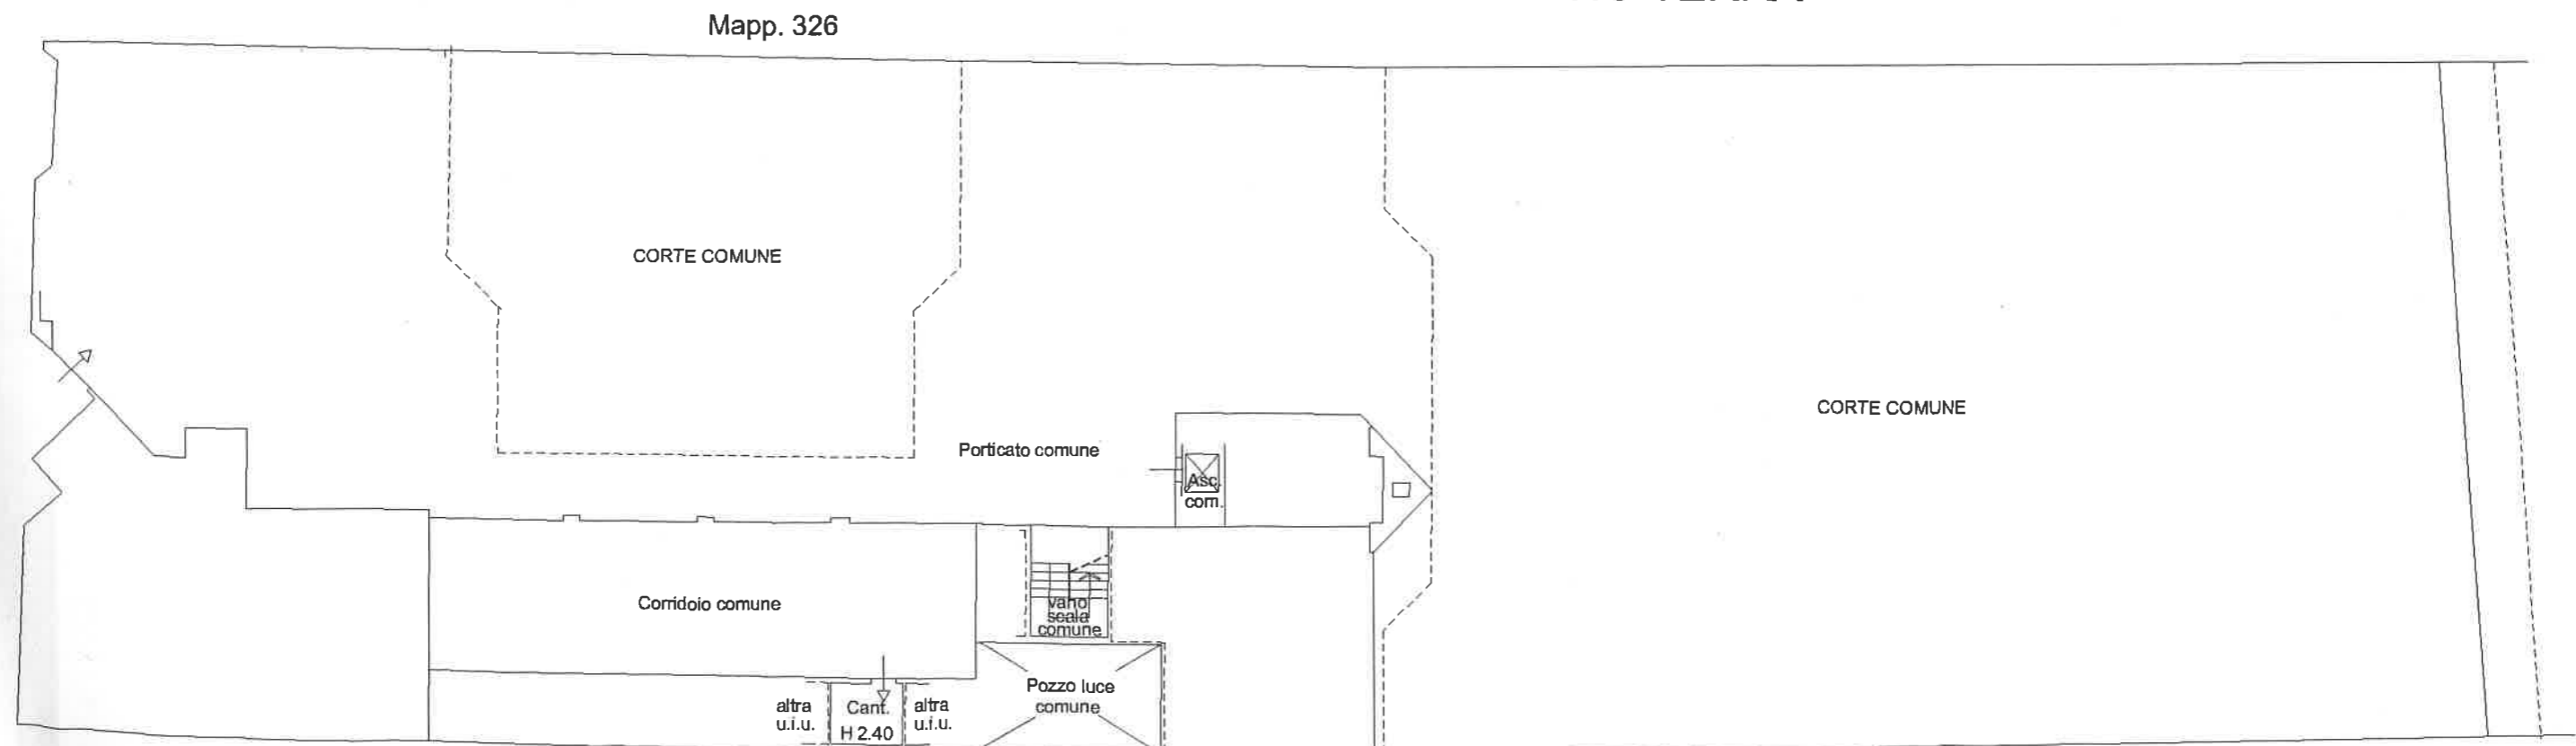 Mapp. 326
CORTE COMUNE
CORTE COMUNE
Porticato comune
Asc.
com.
Corridoio comune
vano
scala
comune
Pozzo luce
comune
altra
u.i.u.
Cant.
H 2.40
altra
u.i.u.